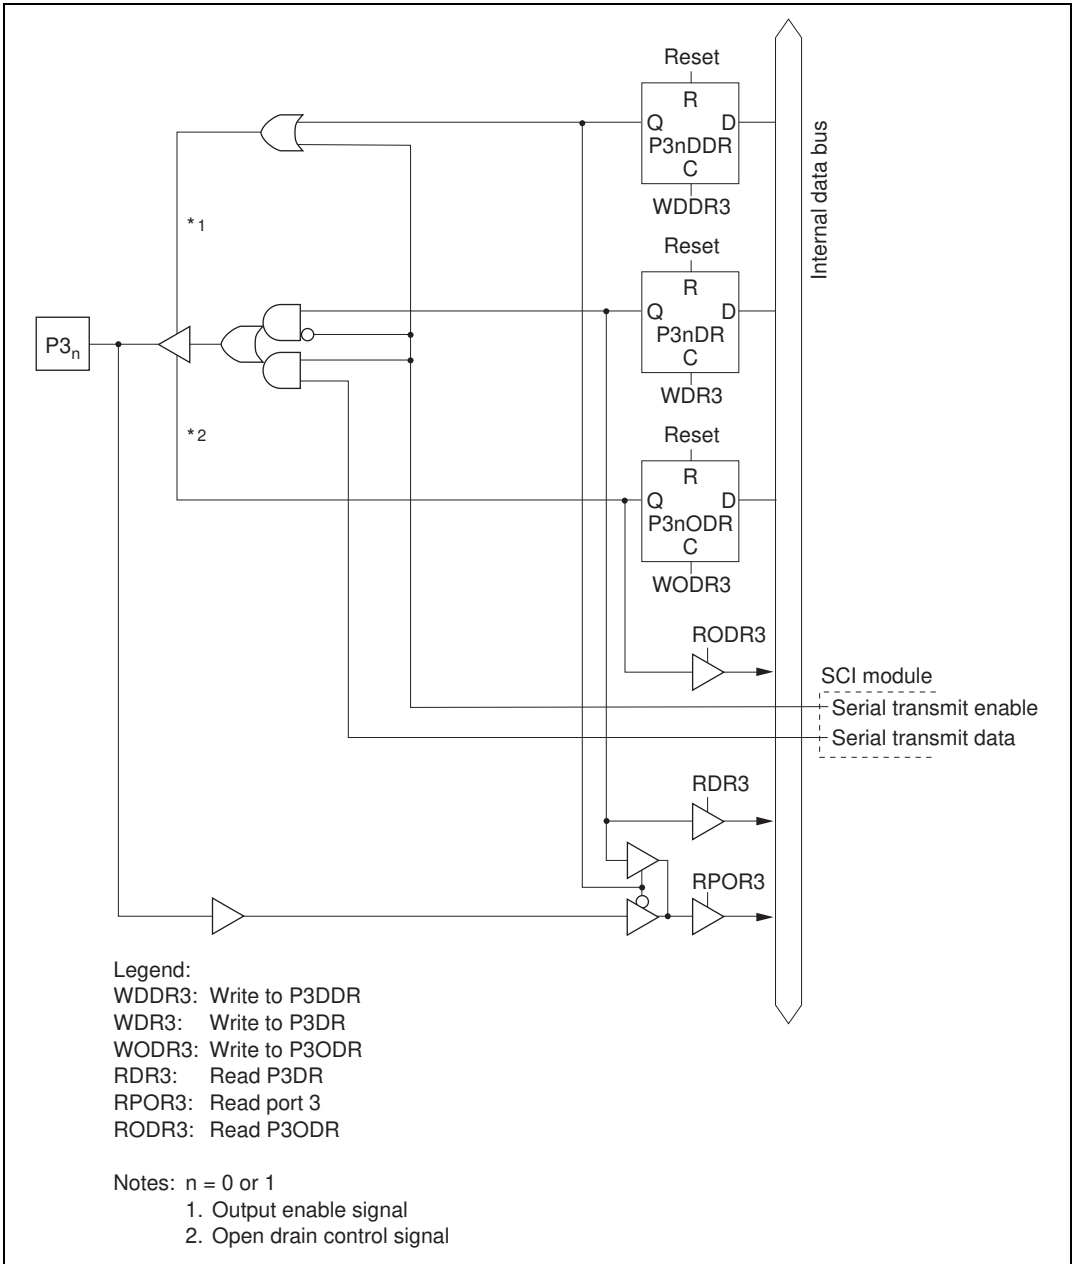 Reset
R
Q D
P3nDDR
C
WDDR3
Internal data bus
*1
Reset
R
Q D
P3nDR
C
WDR3
P3n
*2
Reset
R
Q D
P3nODR
C
WODR3
RODR3
SCI module
Serial transmit enable
Serial transmit data
RDR3
RPOR3
Legend:
WDDR3: Write to P3DDR
WDR3: Write to P3DR
WODR3: Write to P3ODR
RDR3: Read P3DR
RPOR3: Read port 3
RODR3: Read P3ODR
Notes: n = 0 or 1
1. Output enable signal
2. Open drain control signal